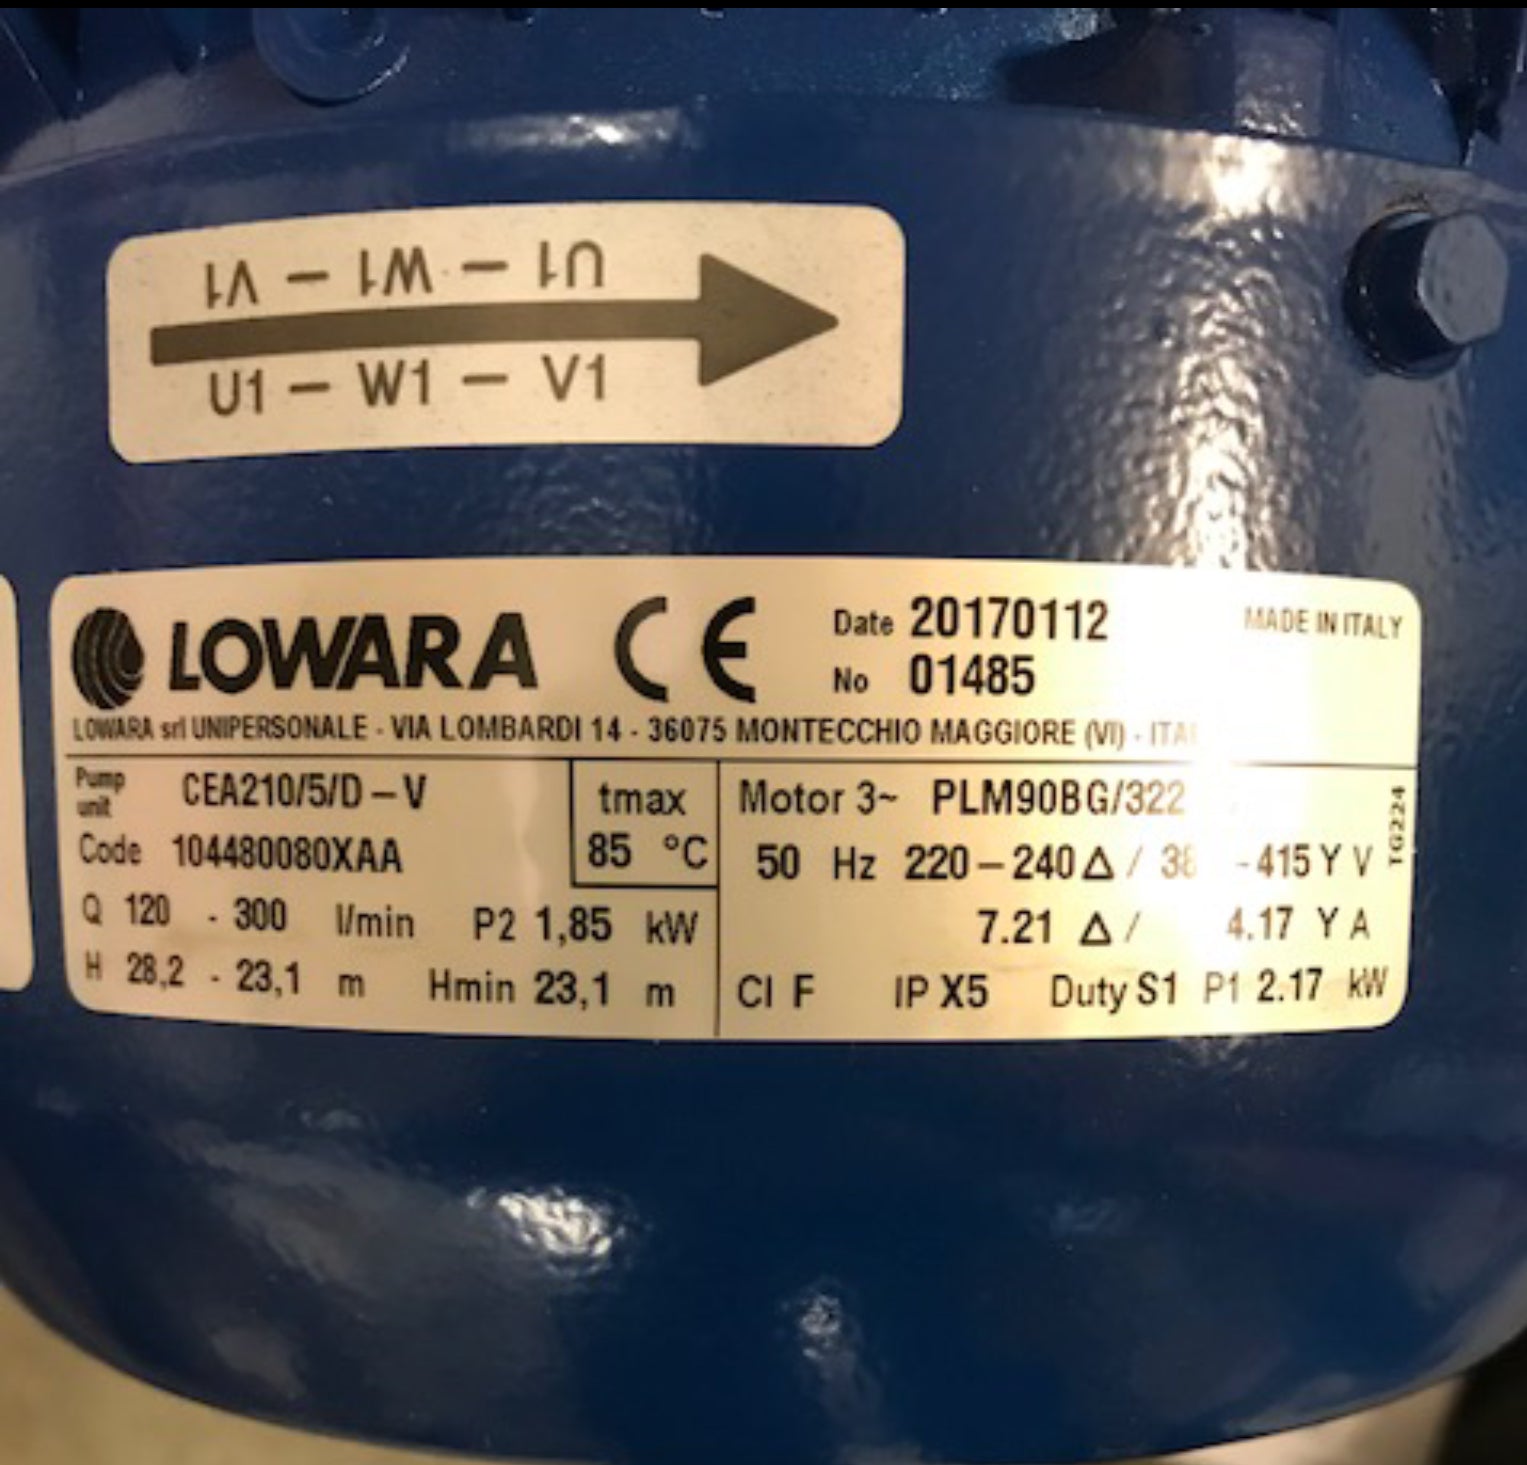 V1 – W1 – U1
U1 – W1 – V1
LOWARA CE Date 20170112 MADE IN ITALY
No 01485
LOWARA srl UNIPERSONALE - VIA LOMBARDI 14 - 36075 MONTECCHIO MAGGIORE (VI) -
Pump unit CEA210/5/D – V tmax Motor 3~ PLM90BG/322
Code 104480080XAA 85 °C 50 Hz 220 – 240 Δ / - 415 Y V
TG224
Q 120 - 300 l/min P2 1,85 kW 7.21 Δ / 4.17 Y A
H 28,2 - 23,1 m Hmin 23,1 m Cl F IP X5 Duty S1 P1 2.17 kW